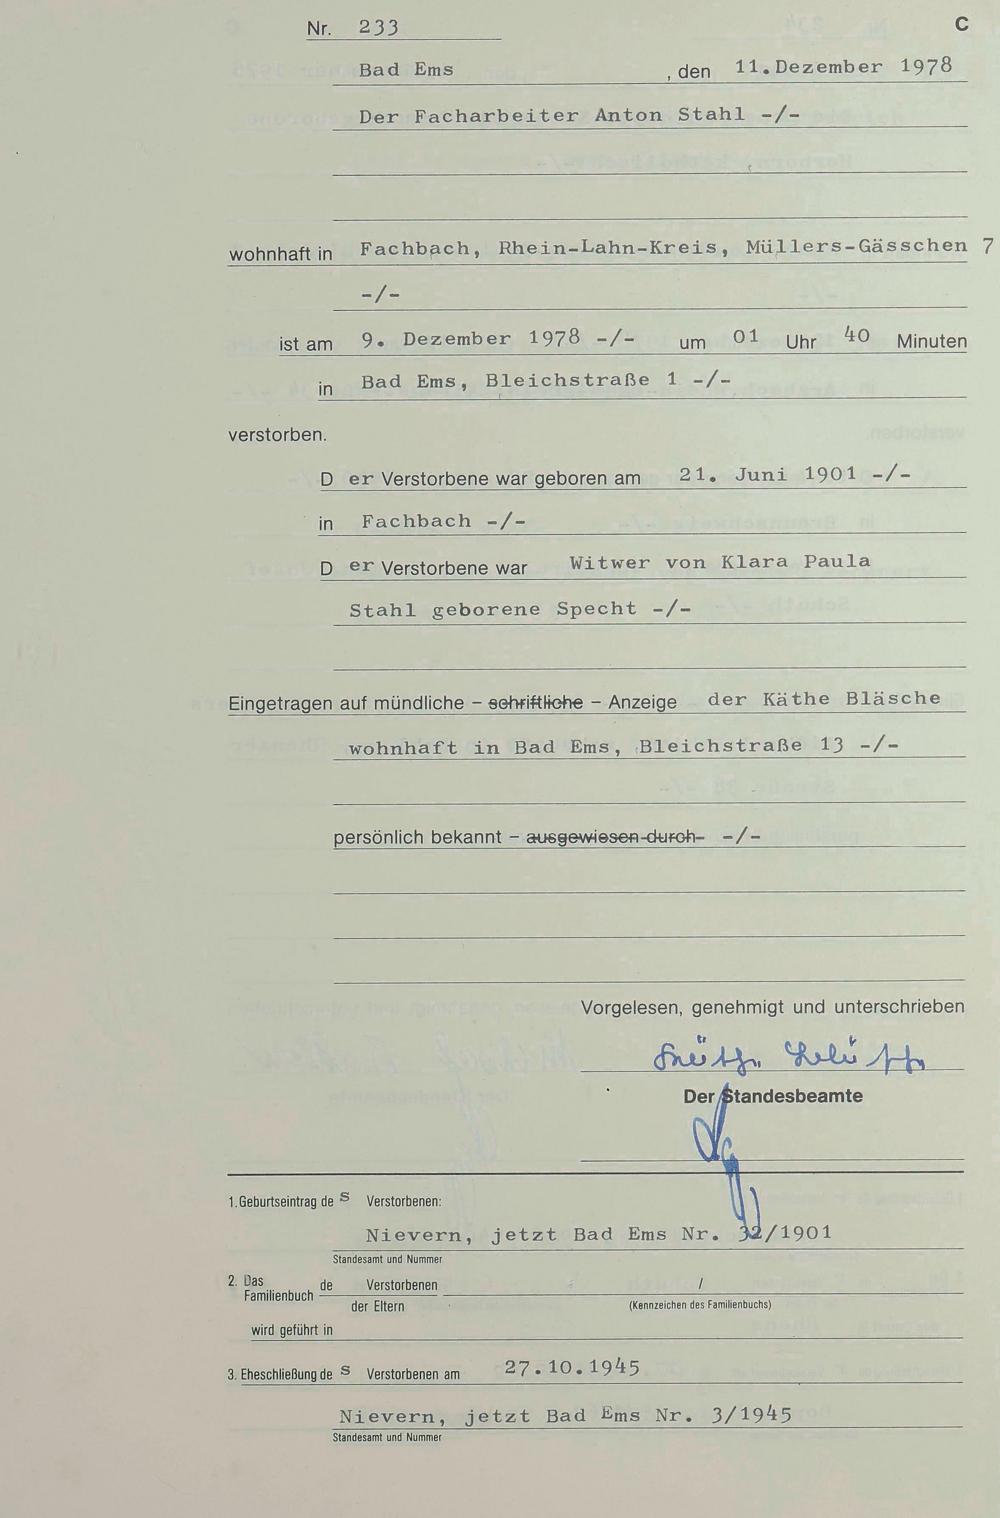 Nr. 233
C
Bad Ems , den 11.Dezember 1978
Der Facharbeiter Anton Stahl -/-
wohnhaft in Fachbach, Rhein-Lahn-Kreis, Müllers-Gässchen 7
-/-
ist am 9. Dezember 1978 -/- um 01 Uhr 40 Minuten
in Bad Ems, Bleichstraße 1 -/-
verstorben.
D er Verstorbene war geboren am 21. Juni 1901 -/-
in Fachbach -/-
D er Verstorbene war Witwer von Klara Paula
Stahl geborene Specht -/-
Eingetragen auf mündliche – schriftliche – Anzeige der Käthe Bläsche
wohnhaft in Bad Ems, Bleichstraße 13 -/-
persönlich bekannt – ausgewiesen durch – -/-
Vorgelesen, genehmigt und unterschrieben
Der Standesbeamte
1. Geburtseintrag de s Verstorbenen:
Nievern, jetzt Bad Ems Nr. 32/1901
Standesamt und Nummer
2. Das Familienbuch de Verstorbenen /
der Eltern (Kennzeichen des Familienbuchs)
wird geführt in
3. Eheschließung de s Verstorbenen am 27.10.1945
Nievern, jetzt Bad Ems Nr. 3/1945
Standesamt und Nummer